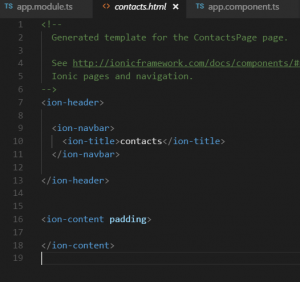 TS app.module.ts
<> contacts.html ×
TS app.component.ts
1 <!--
2 Generated template for the ContactsPage page.
3
4 See http://ionicframework.com/docs/components/#
5 Ionic pages and navigation.
6 -->
7 <ion-header>
8
9 <ion-navbar>
10 <ion-title>contacts</ion-title>
11 </ion-navbar>
12
13 </ion-header>
14
15
16 <ion-content padding>
17
18 </ion-content>
19